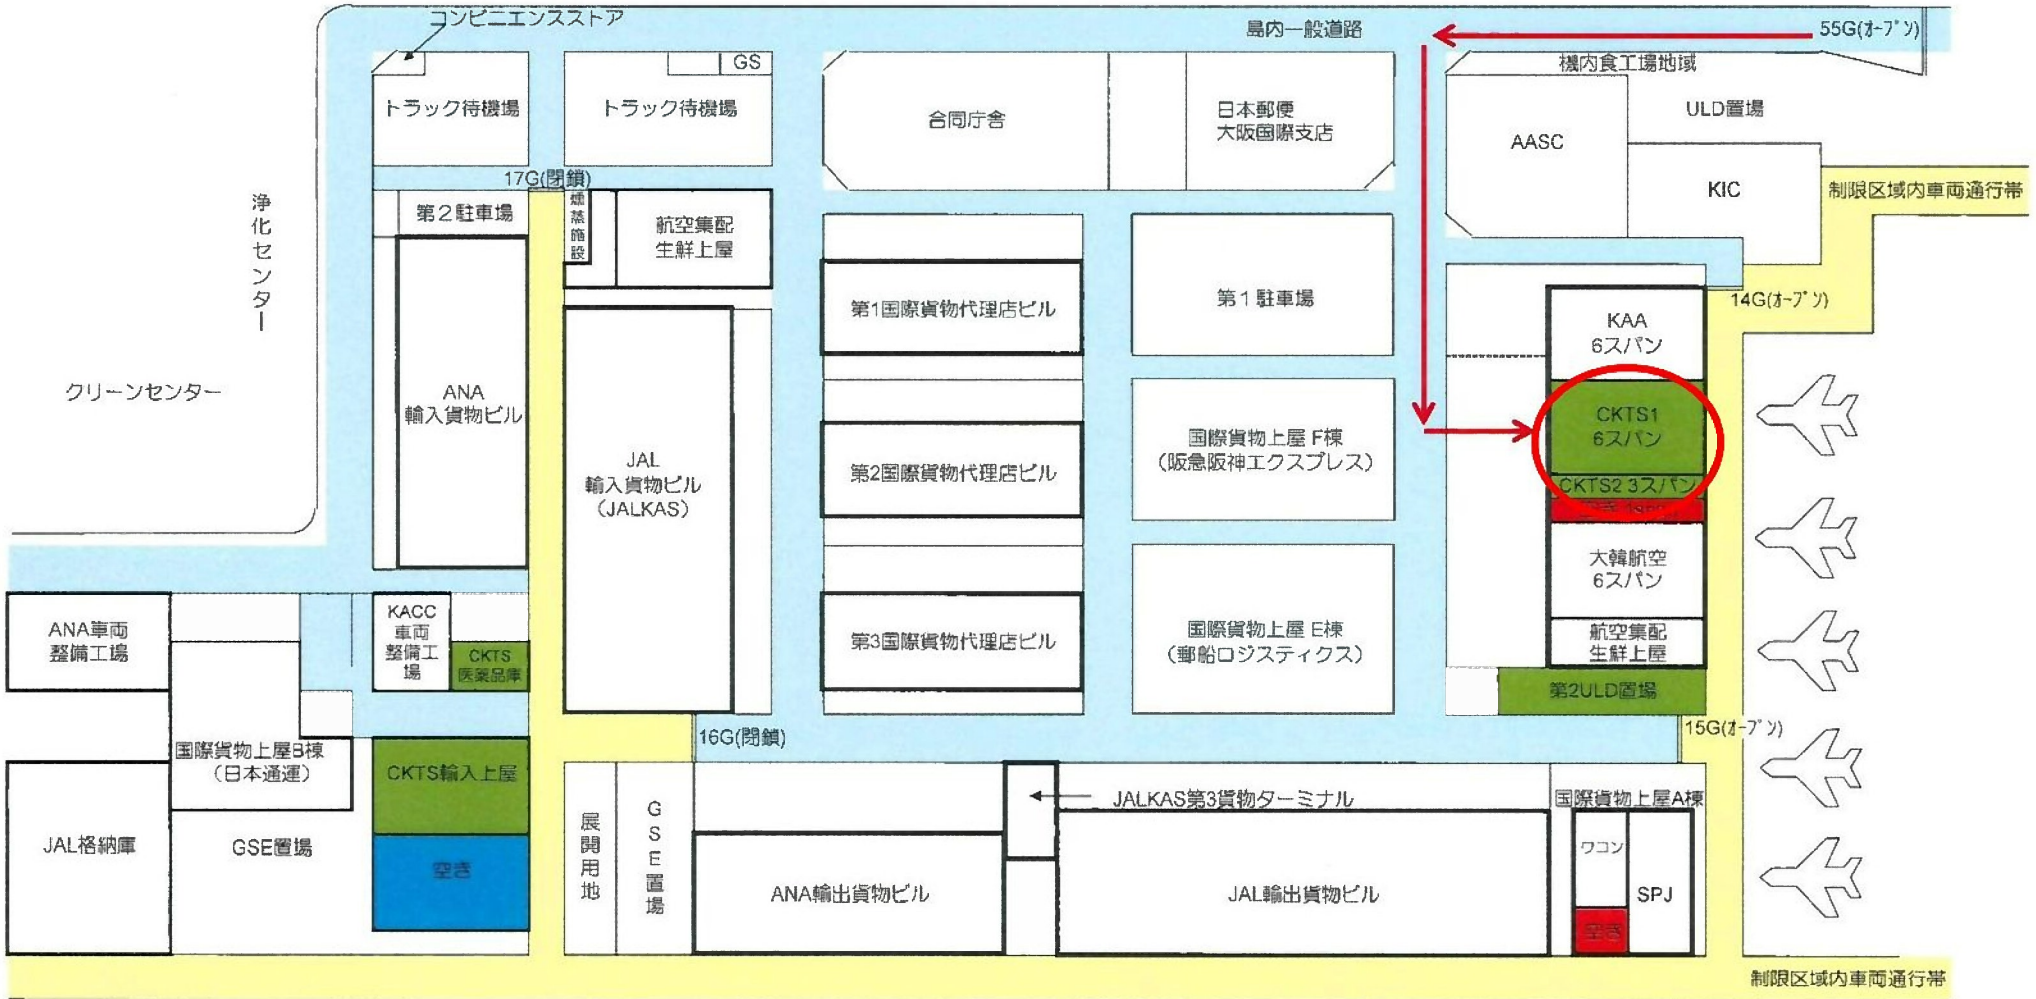 コンビニエンスストア
島内一般道路
55G(ｵｰﾌﾟﾝ)
GS
機内食工場地域
トラック待機場
トラック待機場
合同庁舎
日本郵便
大阪国際支店
ULD置場
AASC
KIC
制限区域内車両通行帯
17G(閉鎖)
浄化センター
第2駐車場
燻蒸施設
航空集配
生鮮上屋
第1国際貨物代理店ビル
第1駐車場
14G(ｵｰﾌﾟﾝ)
KAA
6スパン
クリーンセンター
ANA
輸入貨物ビル
JAL
輸入貨物ビル
(JALKAS)
第2国際貨物代理店ビル
国際貨物上屋 F棟
(阪急阪神エクスプレス)
CKTS1
6スパン
CKTS2 3スパン
大韓航空
6スパン
ANA車両
整備工場
KACC
車両
整備工
場
CKTS
医薬品庫
第3国際貨物代理店ビル
国際貨物上屋 E棟
(郵船ロジスティクス)
航空集配
生鮮上屋
第2ULD置場
国際貨物上屋B棟
(日本通運)
16G(閉鎖)
15G(ｵｰﾌﾟﾝ)
CKTS輸入上屋
JALKAS第3貨物ターミナル
国際貨物上屋A棟
JAL格納庫
GSE置場
空き
展開用地
GSE置場
ANA輸出貨物ビル
JAL輸出貨物ビル
ワコン
SPJ
空き
制限区域内車両通行帯